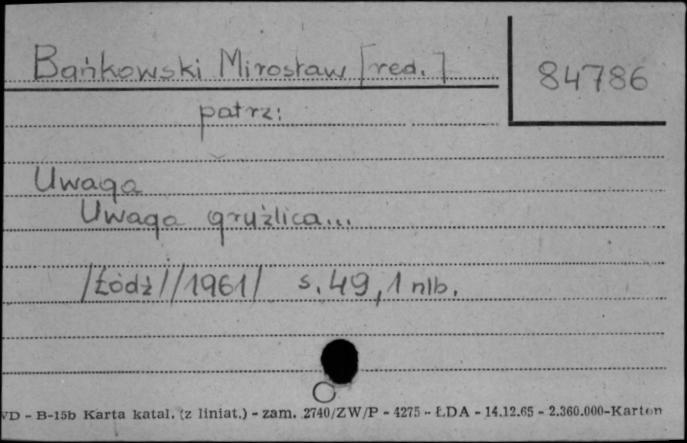 Bańkowski Mirosław [red.]
84786
patrz:
Uwaga
Uwaga gruźlica...
/Łódź//1961/ s. 49, 1 nlb.
VD - B-15b Karta katal. (z liniat.) - zam. 2740/ZW/P - 4275 - ŁDA - 14.12.65 - 2.360.000-Karton